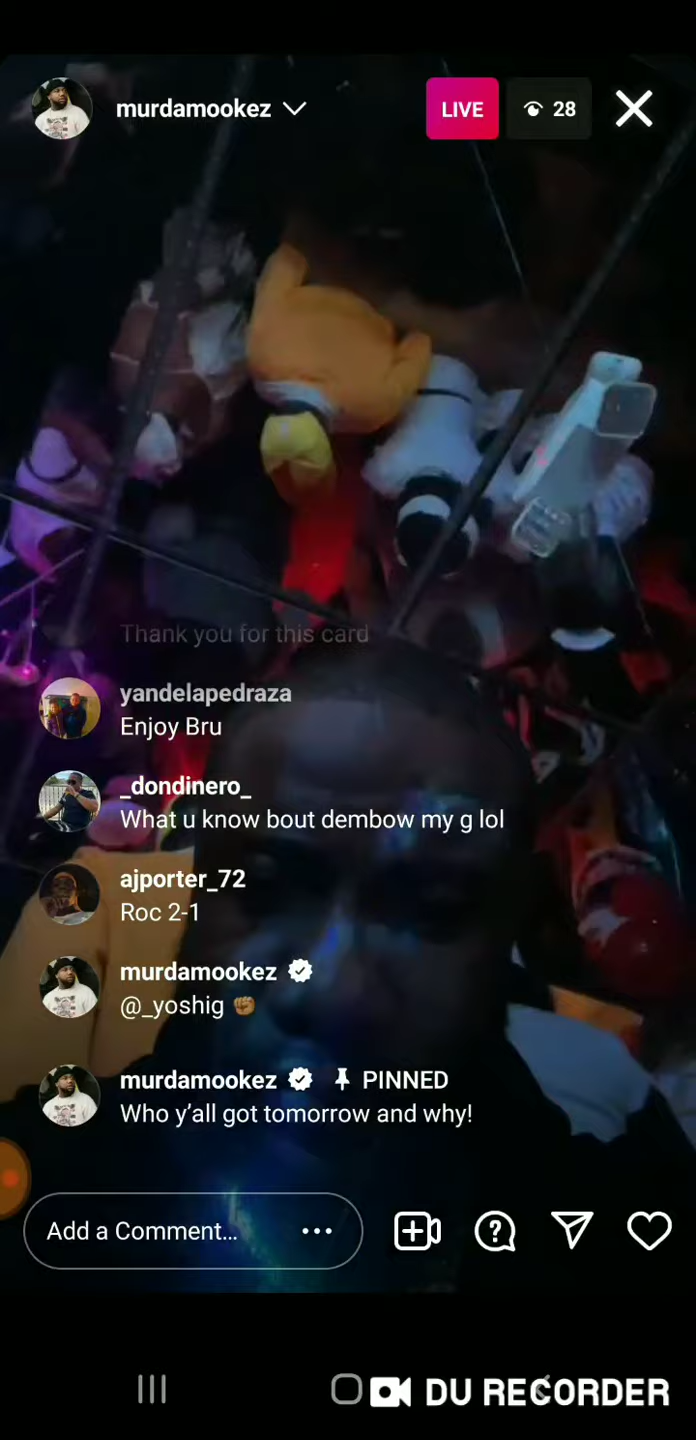 murdamookez
LIVE
28
Thank you for this card
yandelapedraza
Enjoy Bru
_dondinero_
What u know bout dembow my g lol
ajporter_72
Roc 2-1
murdamookez
@_yoshig ✊🏾
murdamookez PINNED
Who y'all got tomorrow and why!
Add a Comment...
DU RECORDER